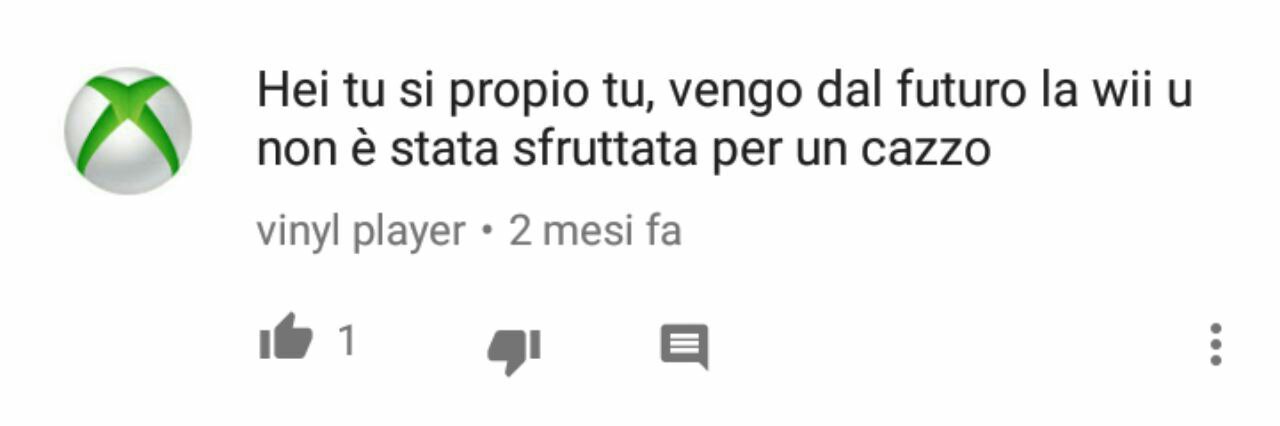 Hei tu si propio tu, vengo dal futuro la wii u
non è stata sfruttata per un cazzo
vinyl player • 2 mesi fa
1